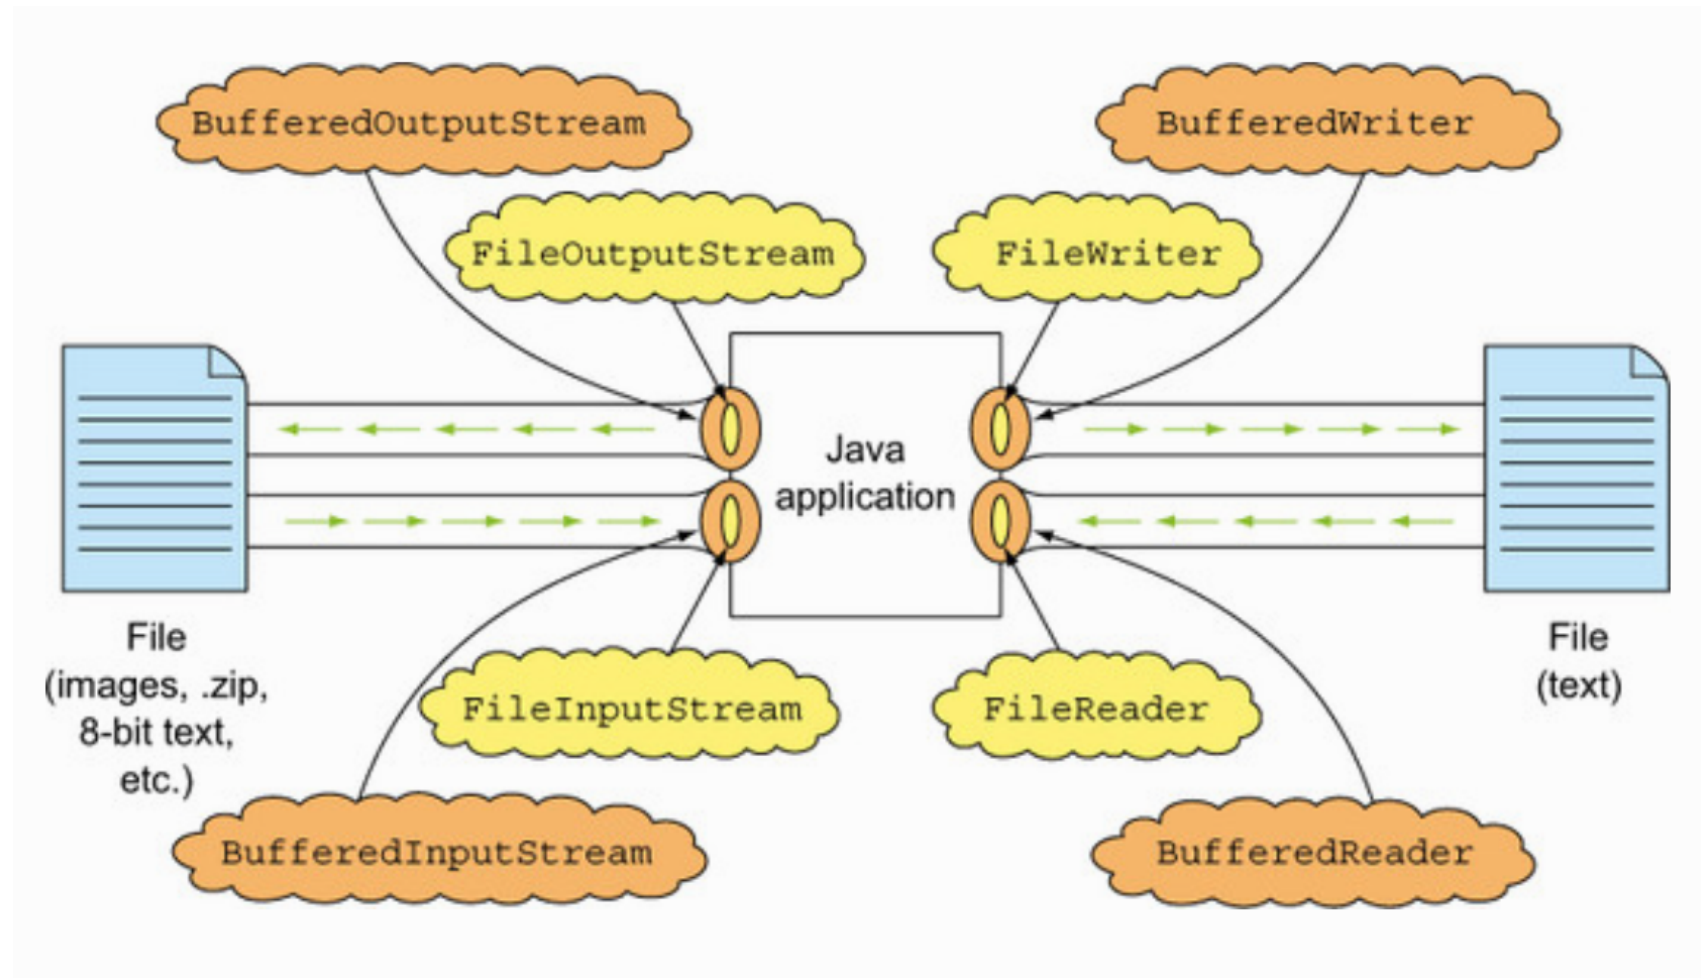 BufferedOutputStream
BufferedWriter
FileOutputStream
FileWriter
Java
application
File
(images, .zip,
8-bit text,
etc.)
File
(text)
FileInputStream
FileReader
BufferedInputStream
BufferedReader